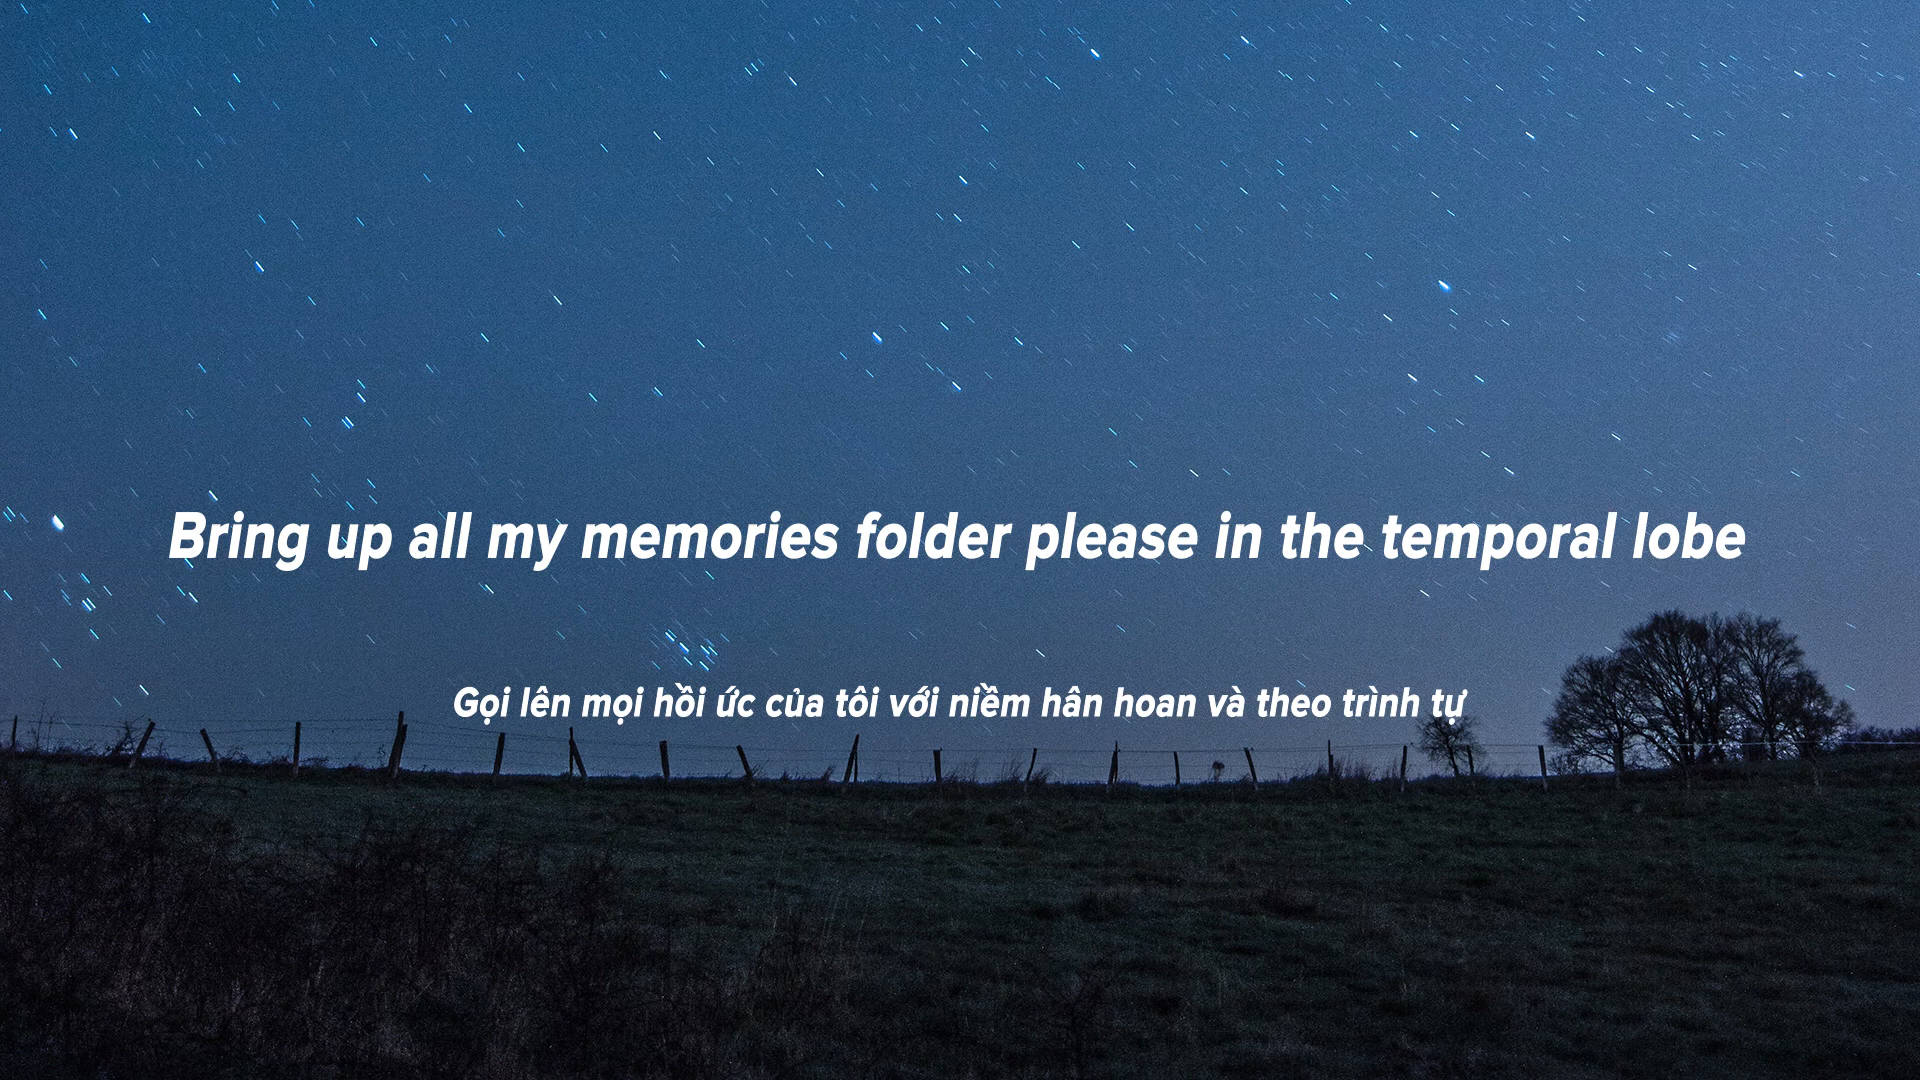 Bring up all my memories folder please in the temporal lobe
Gọi lên mọi hồi ức của tôi với niềm hân hoan và theo trình tự